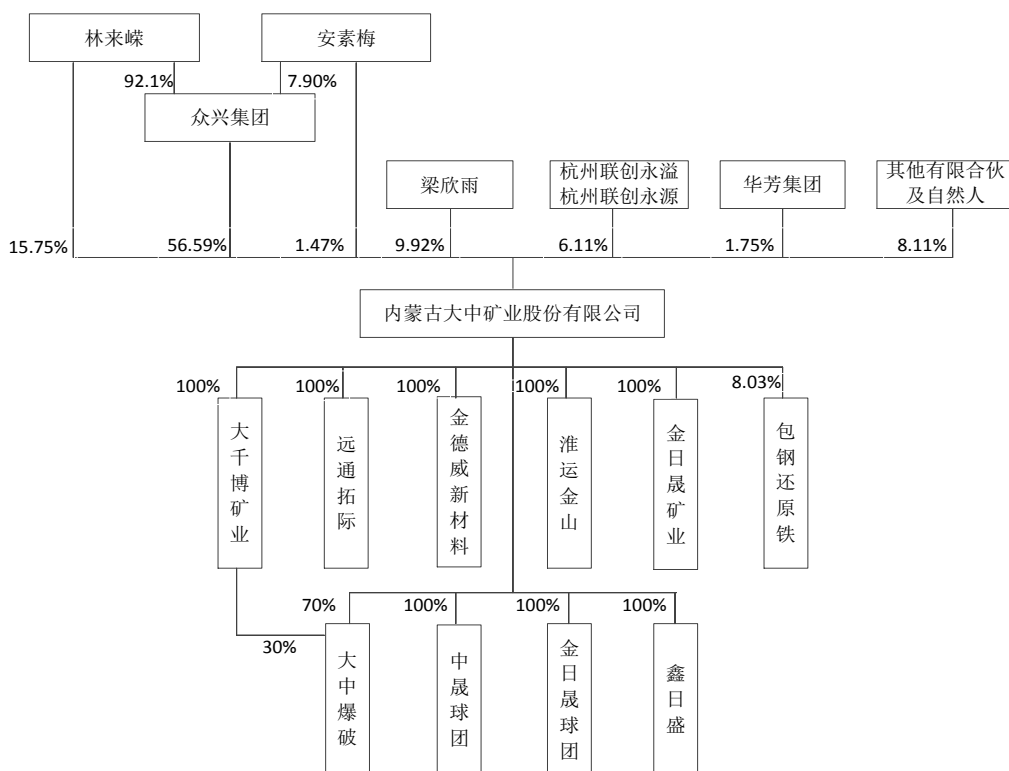 林来嵘
安素梅
92.1%
7.90%
众兴集团
梁欣雨
杭州联创永溢
杭州联创永源
华芳集团
其他有限合伙
及自然人
15.75%
56.59%
1.47%
9.92%
6.11%
1.75%
8.11%
内蒙古大中矿业股份有限公司
100%
100%
100%
100%
100%
8.03%
大千博矿业
远通拓际
金德威新材料
淮运金山
金日晟矿业
包钢还原铁
70%
100%
100%
100%
30%
大中爆破
中晟球团
金日晟球团
鑫日盛